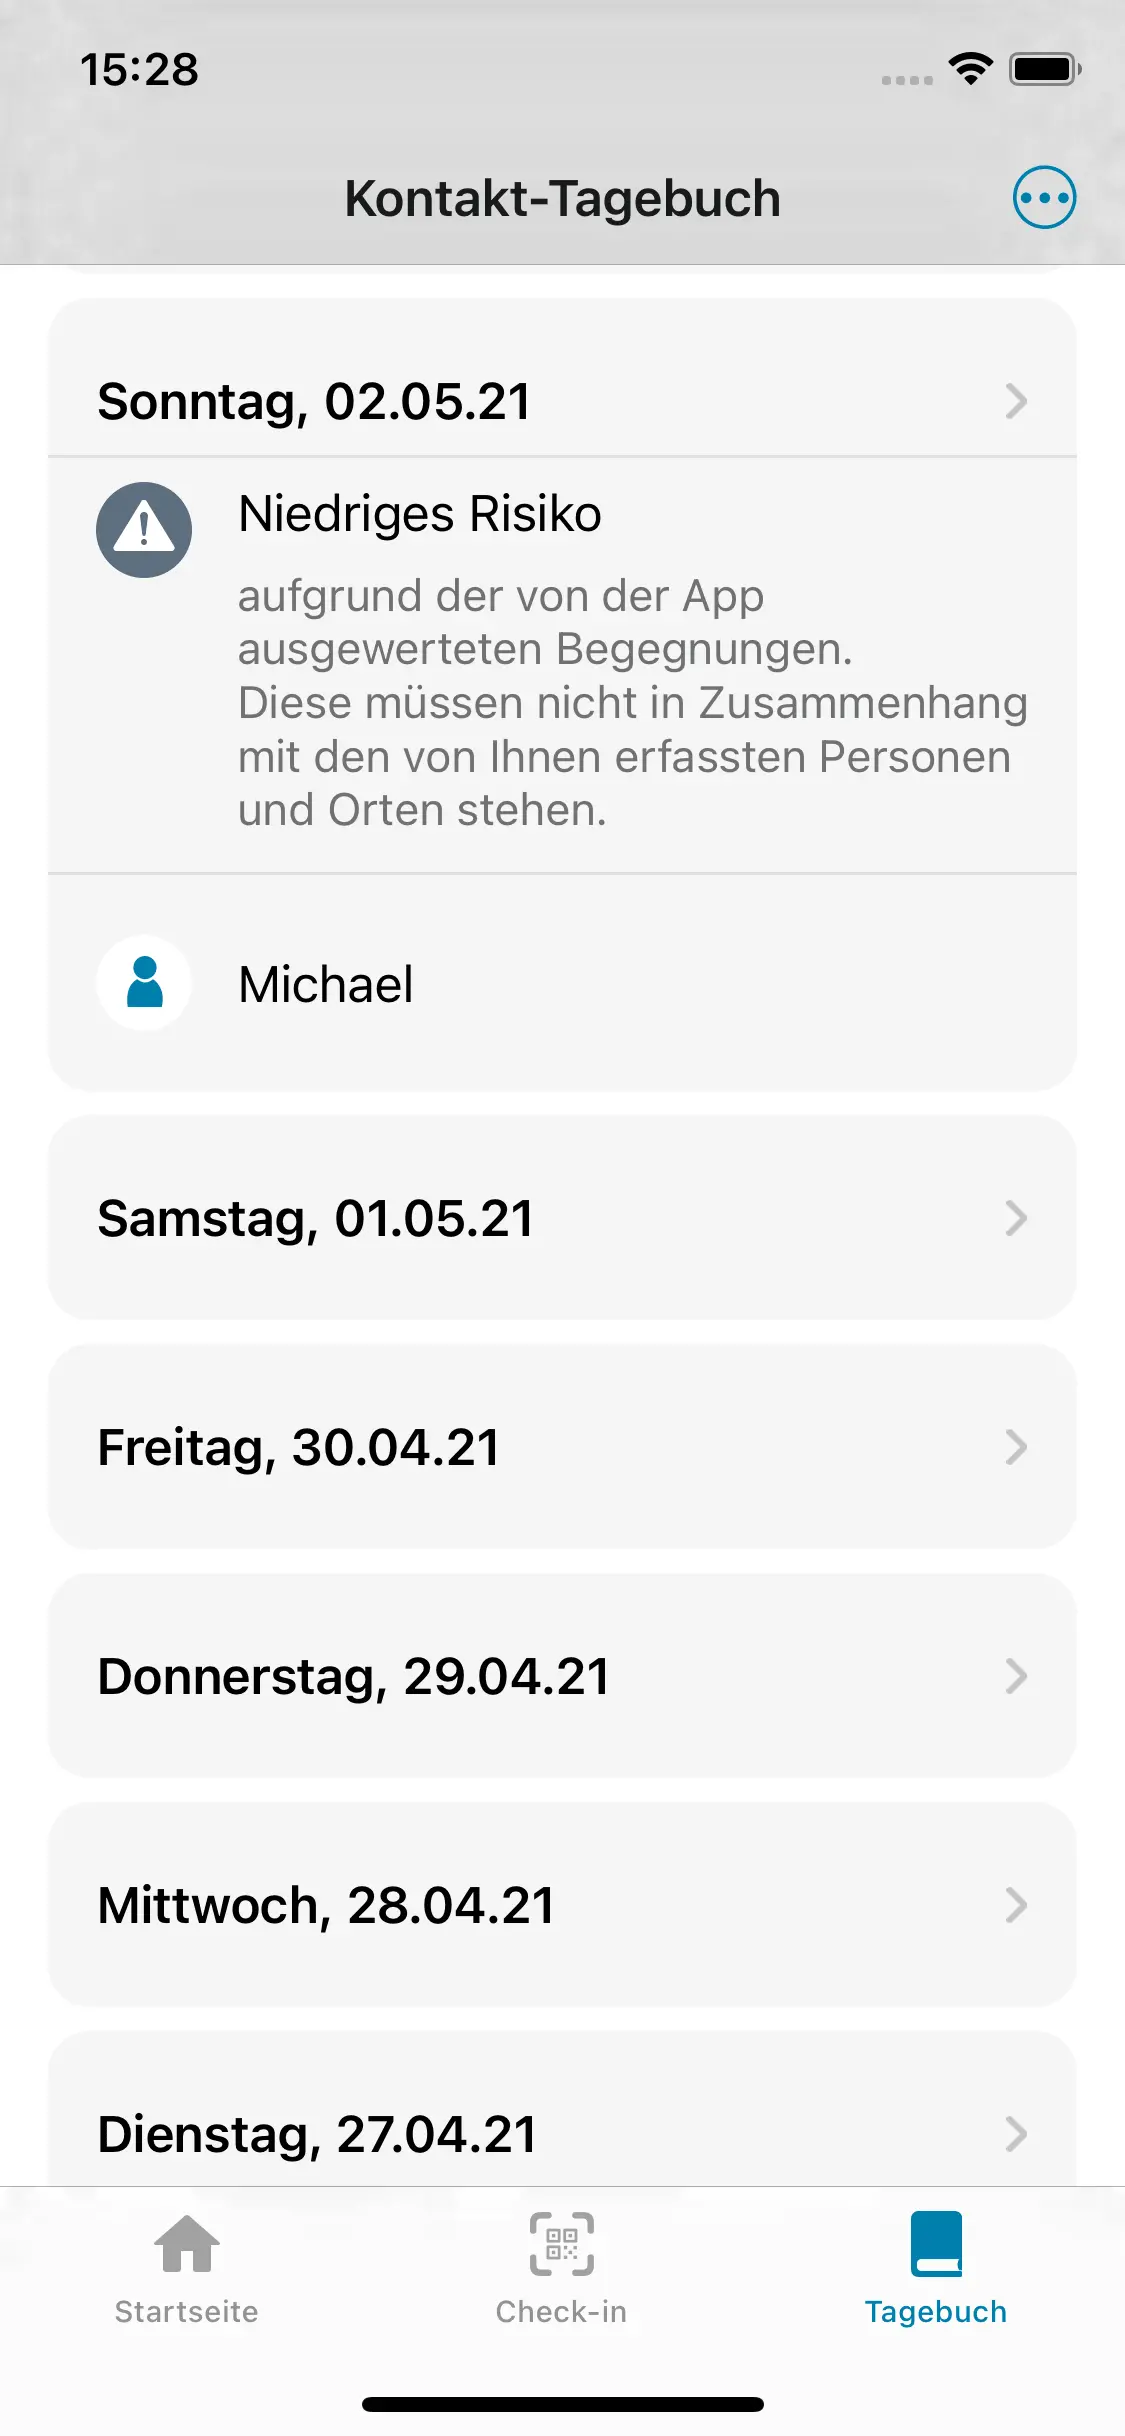 15:28
Kontakt-Tagebuch
Sonntag, 02.05.21
Niedriges Risiko
aufgrund der von der App
ausgewerteten Begegnungen.
Diese müssen nicht in Zusammenhang
mit den von Ihnen erfassten Personen
und Orten stehen.
Michael
Samstag, 01.05.21
Freitag, 30.04.21
Donnerstag, 29.04.21
Mittwoch, 28.04.21
Dienstag, 27.04.21
Startseite
Check-in
Tagebuch